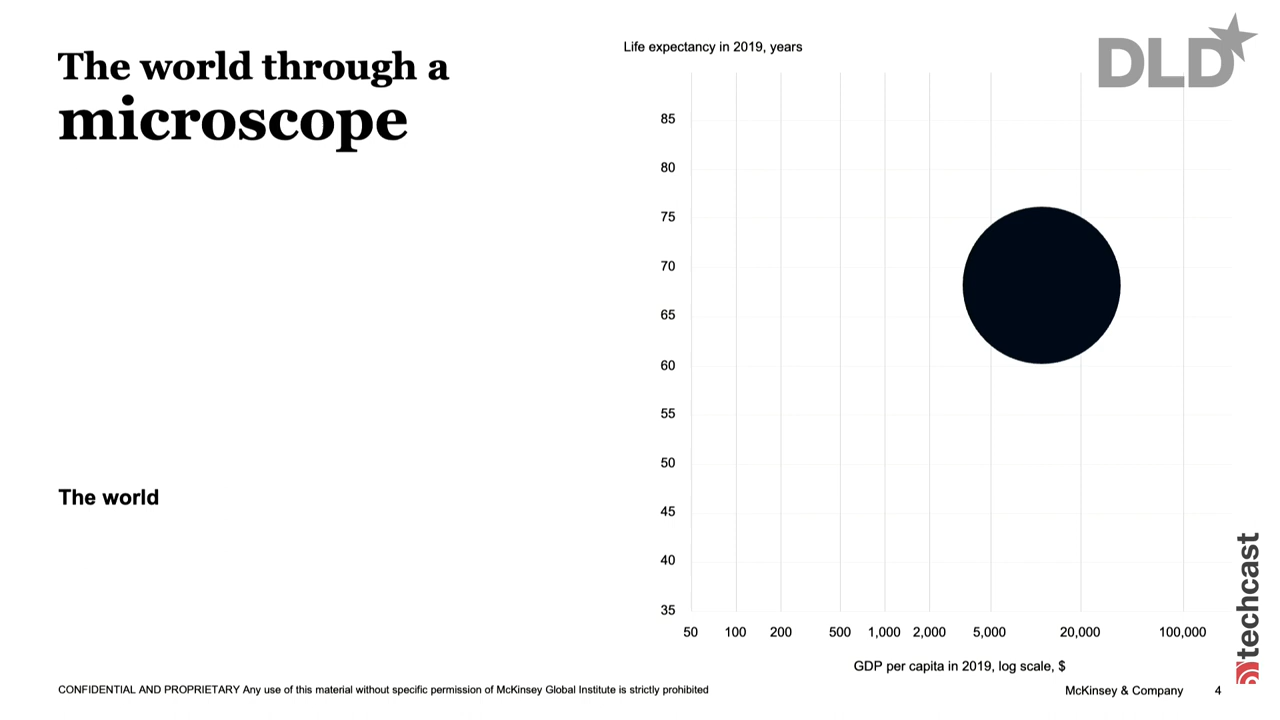 The world through a
microscope
The world
Life expectancy in 2019, years
85
80
75
70
65
60
55
50
45
40
35
50 100 200 500 1,000 2,000 5,000 20,000 100,000
GDP per capita in 2019, log scale, $
DLD
techcast
CONFIDENTIAL AND PROPRIETARY Any use of this material without specific permission of McKinsey Global Institute is strictly prohibited
McKinsey & Company 4